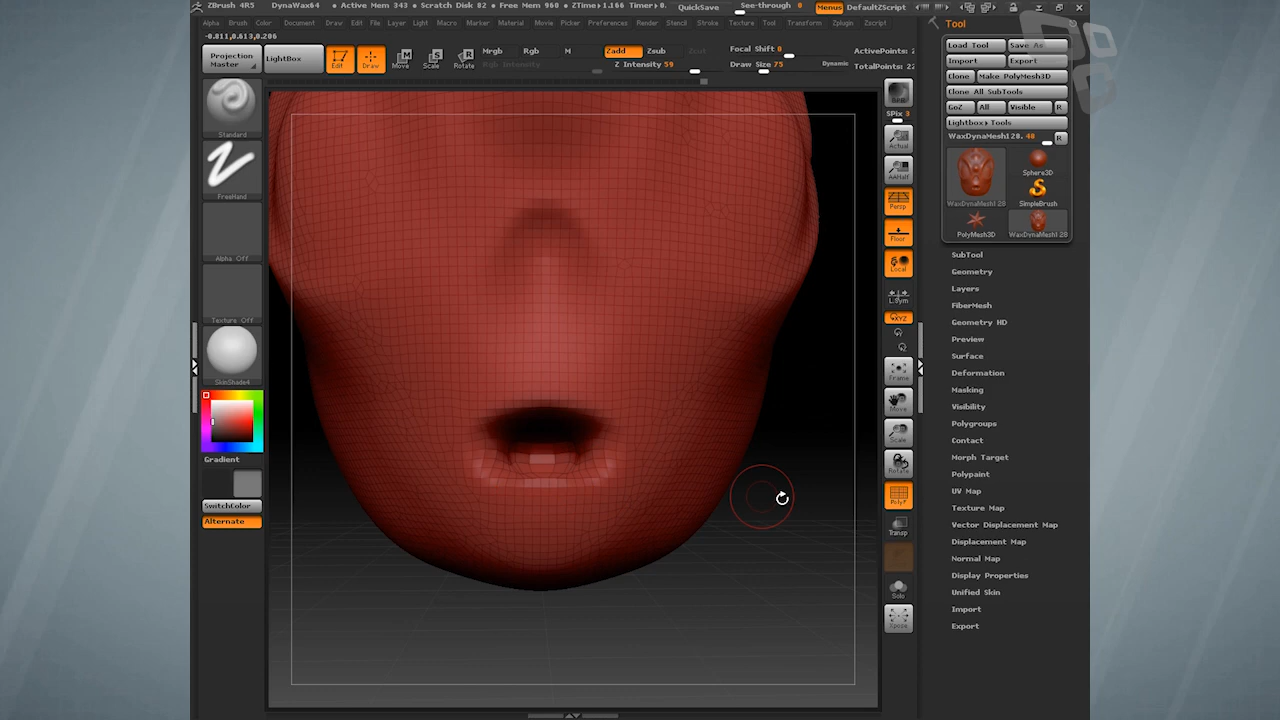 ZBrush 4R5 DynaWax64 • Active Mem 343 • Scratch Disk 82 • Free Mem 960 • ZTime▸1.166 Timer▸0. QuickSave See-through 0 Menus DefaultZScript
Alpha Brush Color Document Draw Edit File Layer Light Macro Marker Material Movie Picker Preferences Render Stencil Stroke Texture Tool Transform Zplugin Zscript
-0.811,0.613,0.286
Projection Master
LightBox
Edit
Draw
Move
Scale
Rotate
Mrgb Rgb M
Rgb Intensity
Zadd Zsub Zcut
Z Intensity 59
Focal Shift 0
Draw Size 75
Dynamic
ActivePoints:
TotalPoints:
Standard
FreeHand
Alpha Off
Texture Off
SkinShade4
Gradient
SwitchColor
Alternate
SPix 3
Actual
AAHalf
Persp
Floor
Local
L.Sym
XYZ
Frame
Move
Scale
Rotate
PolyF
Transp
Solo
Xpose
Tool
Load Tool Save As
Import Export
Clone Make PolyMesh3D
Clone All SubTools
GoZ All Visible R
Lightbox▸Tools
WaxDynaMesh128. 48 R
WaxDynaMesh128
Sphere3D
SimpleBrush
PolyMesh3D
WaxDynaMesh128
SubTool
Geometry
Layers
FiberMesh
Geometry HD
Preview
Surface
Deformation
Masking
Visibility
Polygroups
Contact
Morph Target
Polypaint
UV Map
Texture Map
Vector Displacement Map
Displacement Map
Normal Map
Display Properties
Unified Skin
Import
Export